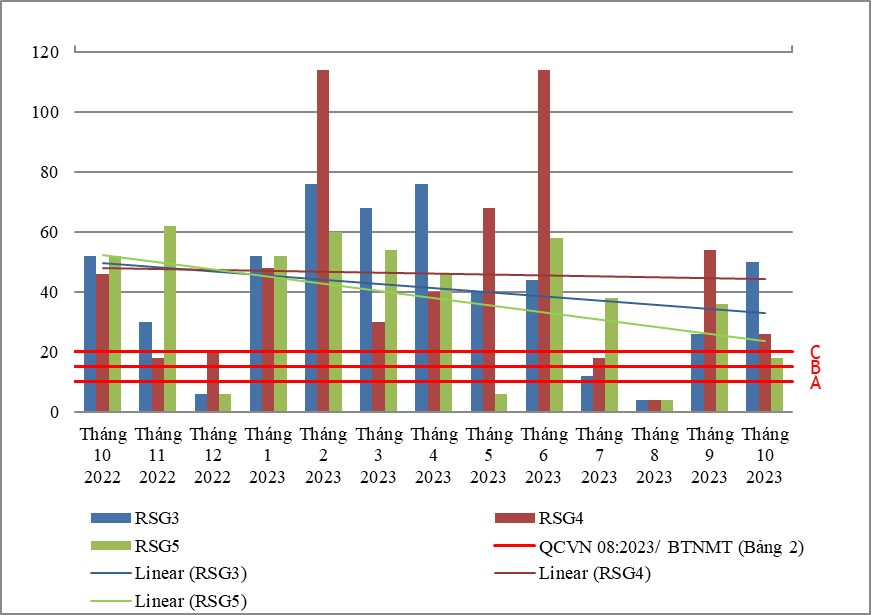 120
100
80
60
40
20
0
C
B
A
Tháng 10 2022
Tháng 11 2022
Tháng 12 2022
Tháng 1 2023
Tháng 2 2023
Tháng 3 2023
Tháng 4 2023
Tháng 5 2023
Tháng 6 2023
Tháng 7 2023
Tháng 8 2023
Tháng 9 2023
Tháng 10 2023
RSG3
RSG4
RSG5
QCVN 08:2023/ BTNMT (Bảng 2)
Linear (RSG3)
Linear (RSG4)
Linear (RSG5)